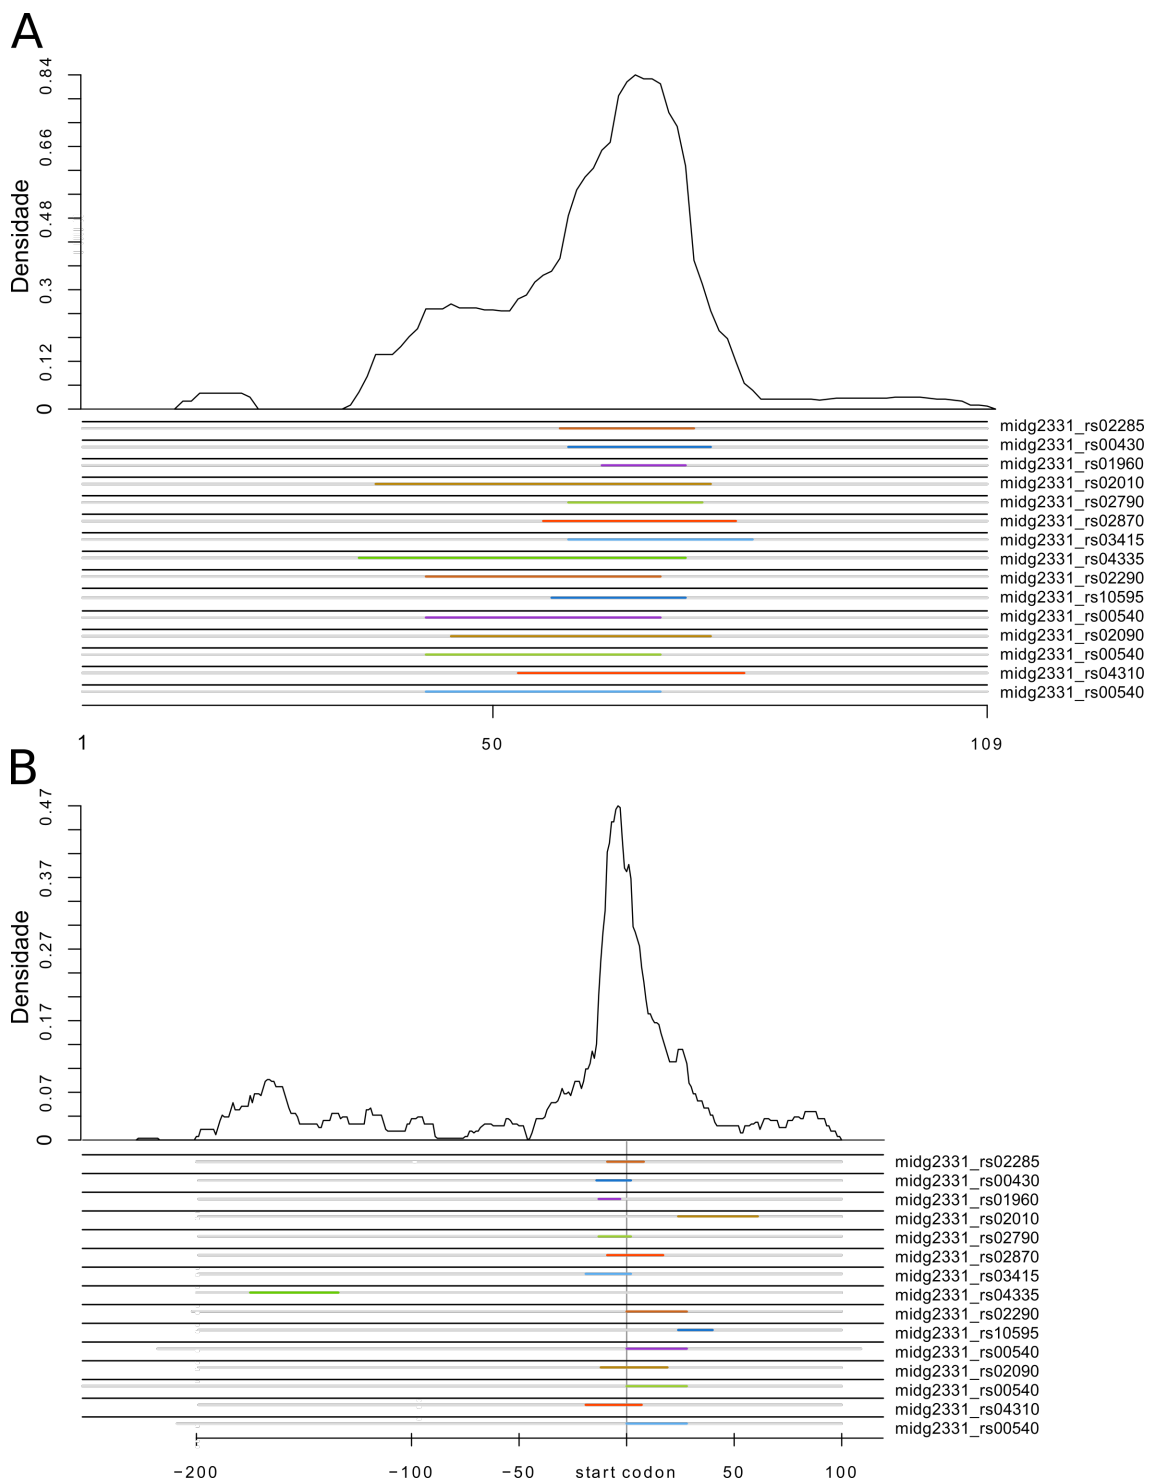 A
Densidade
0.84
0.66
0.48
0.3
0.12
0
midg2331_rs02285
midg2331_rs00430
midg2331_rs01960
midg2331_rs02010
midg2331_rs02790
midg2331_rs02870
midg2331_rs03415
midg2331_rs04335
midg2331_rs02290
midg2331_rs10595
midg2331_rs00540
midg2331_rs02090
midg2331_rs00540
midg2331_rs04310
midg2331_rs00540
1 50 109
B
Densidade
0.47
0.37
0.27
0.17
0.07
0
midg2331_rs02285
midg2331_rs00430
midg2331_rs01960
midg2331_rs02010
midg2331_rs02790
midg2331_rs02870
midg2331_rs03415
midg2331_rs04335
midg2331_rs02290
midg2331_rs10595
midg2331_rs00540
midg2331_rs02090
midg2331_rs00540
midg2331_rs04310
midg2331_rs00540
−200 −100 −50 start codon 50 100